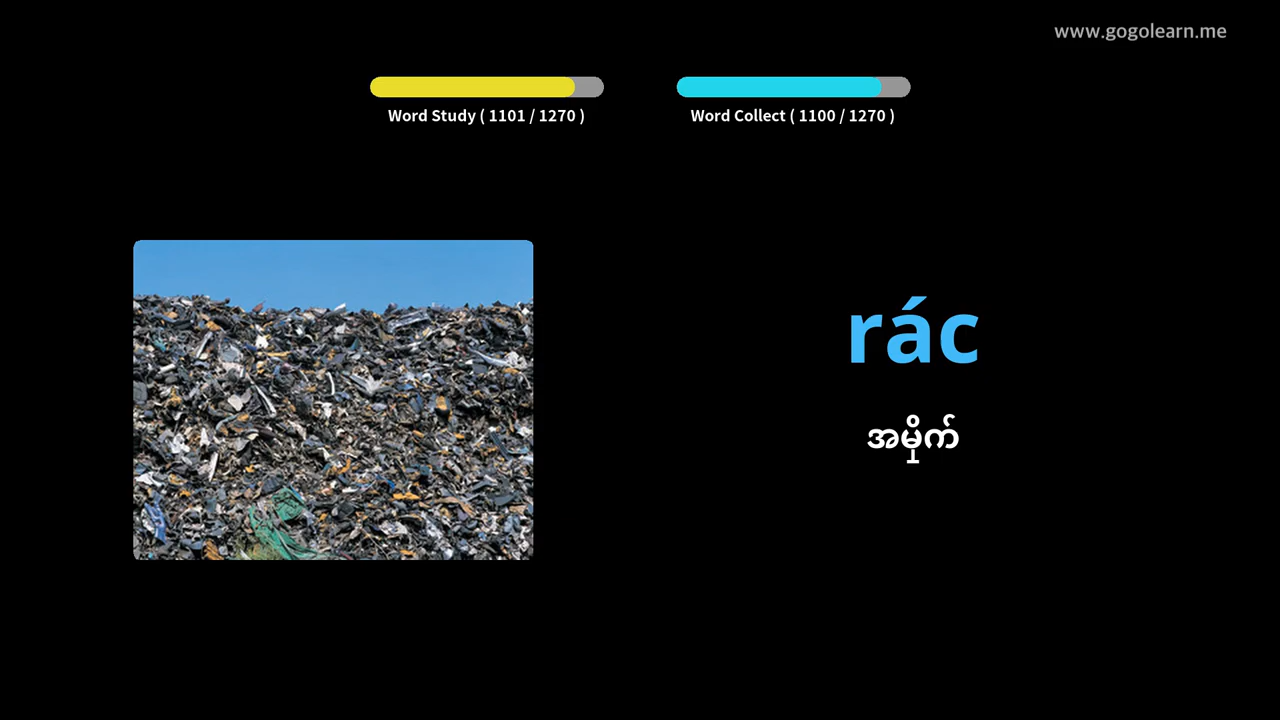 www.gogolearn.me
Word Study ( 1101 / 1270 )
Word Collect ( 1100 / 1270 )
rác
အမှိုက်